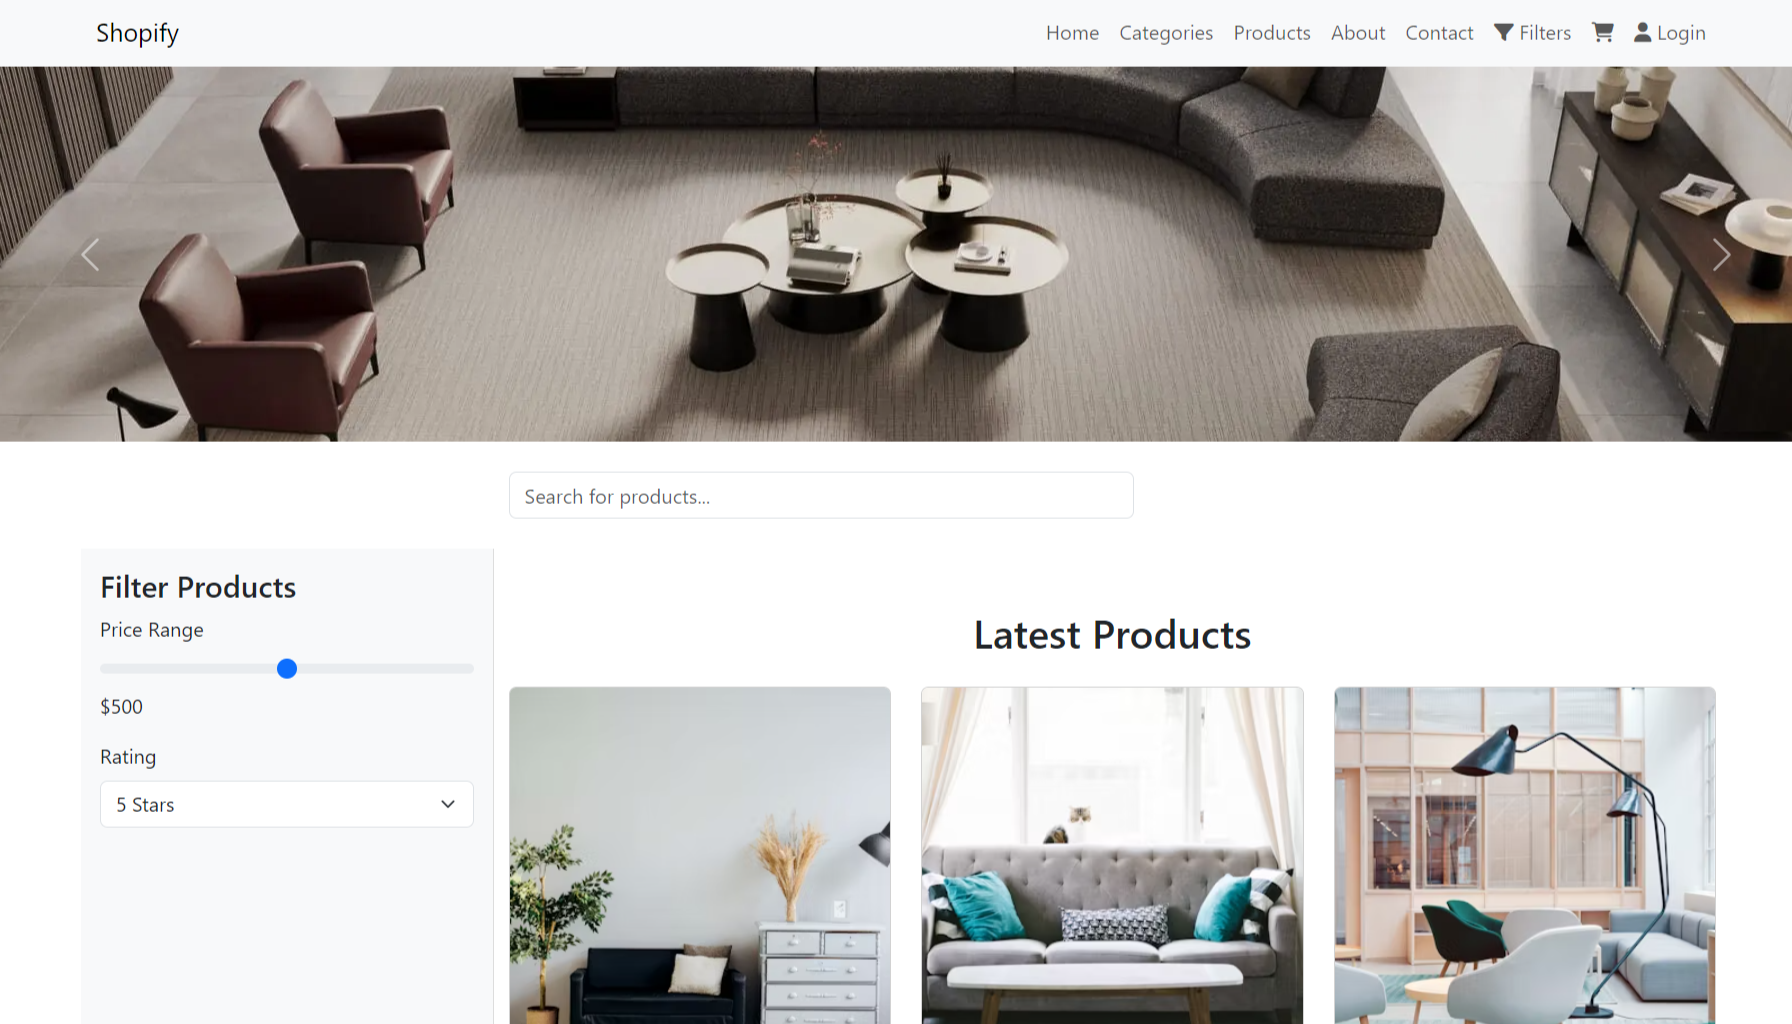 Shopify
Home Categories Products About Contact Filters Login
Search for products...
Filter Products
Price Range
$500
Rating
5 Stars
Latest Products